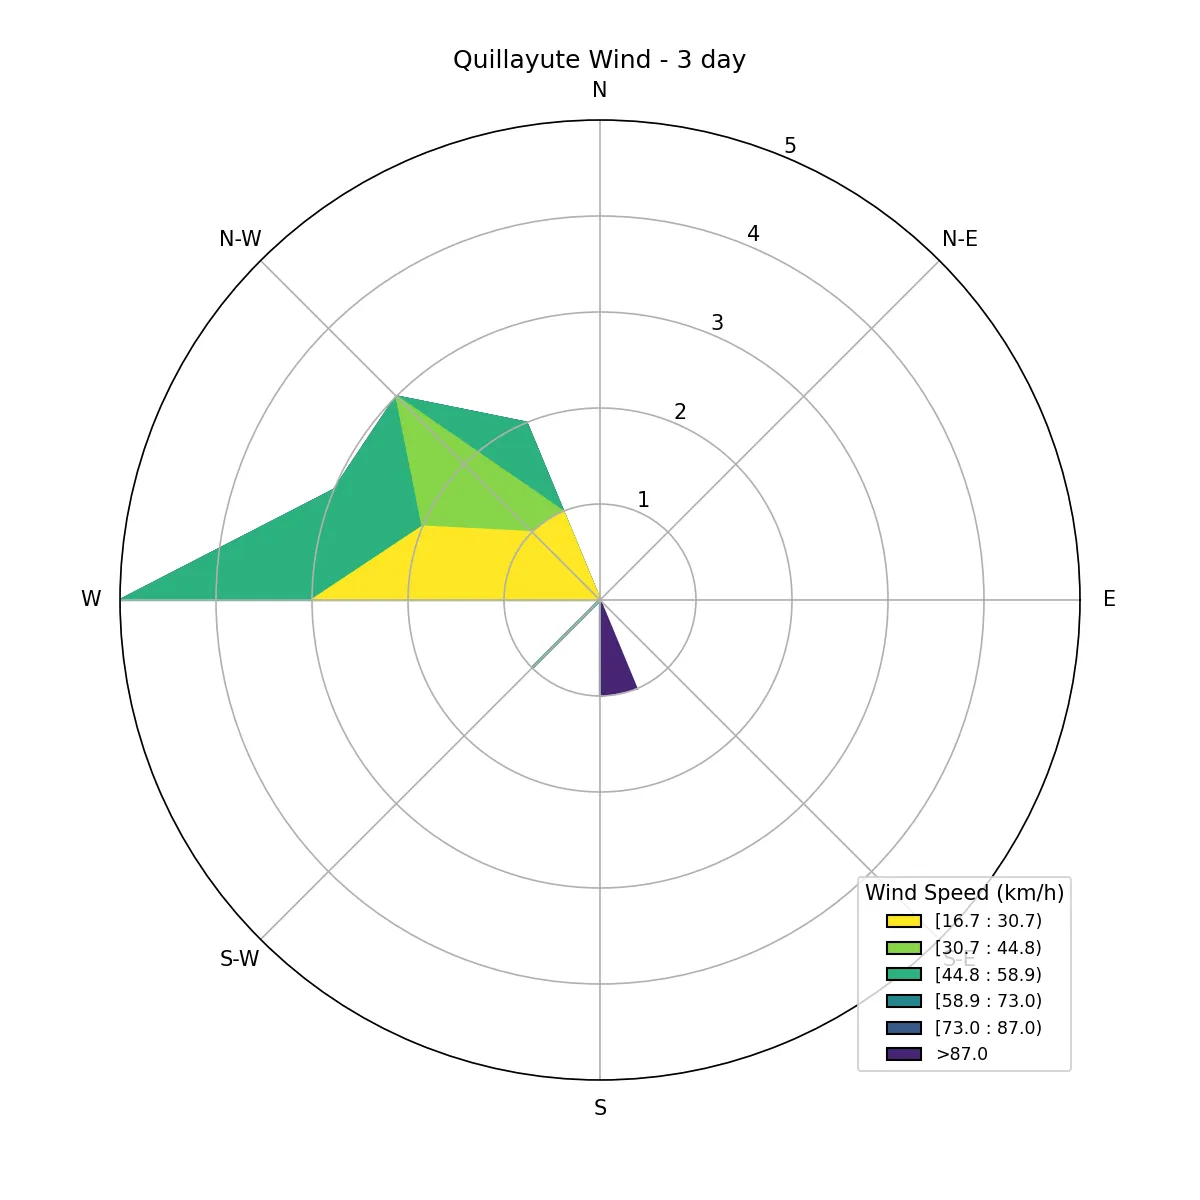 Quillayute Wind - 3 day
N
5
N-W
N-E
4
3
2
1
W
E
S-W
S-E
S
Wind Speed (km/h)
[16.7 : 30.7)
[30.7 : 44.8)
[44.8 : 58.9)
[58.9 : 73.0)
[73.0 : 87.0)
>87.0